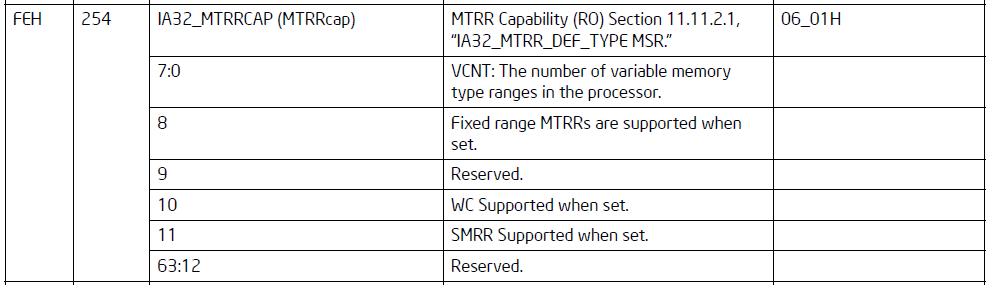 FEH 254 IA32_MTRRCAP (MTRRcap) MTRR Capability (RO) Section 11.11.2.1, 06_01H
“IA32_MTRR_DEF_TYPE MSR.”
7:0 VCNT: The number of variable memory
type ranges in the processor.
8 Fixed range MTRRs are supported when
set.
9 Reserved.
10 WC Supported when set.
11 SMRR Supported when set.
63:12 Reserved.